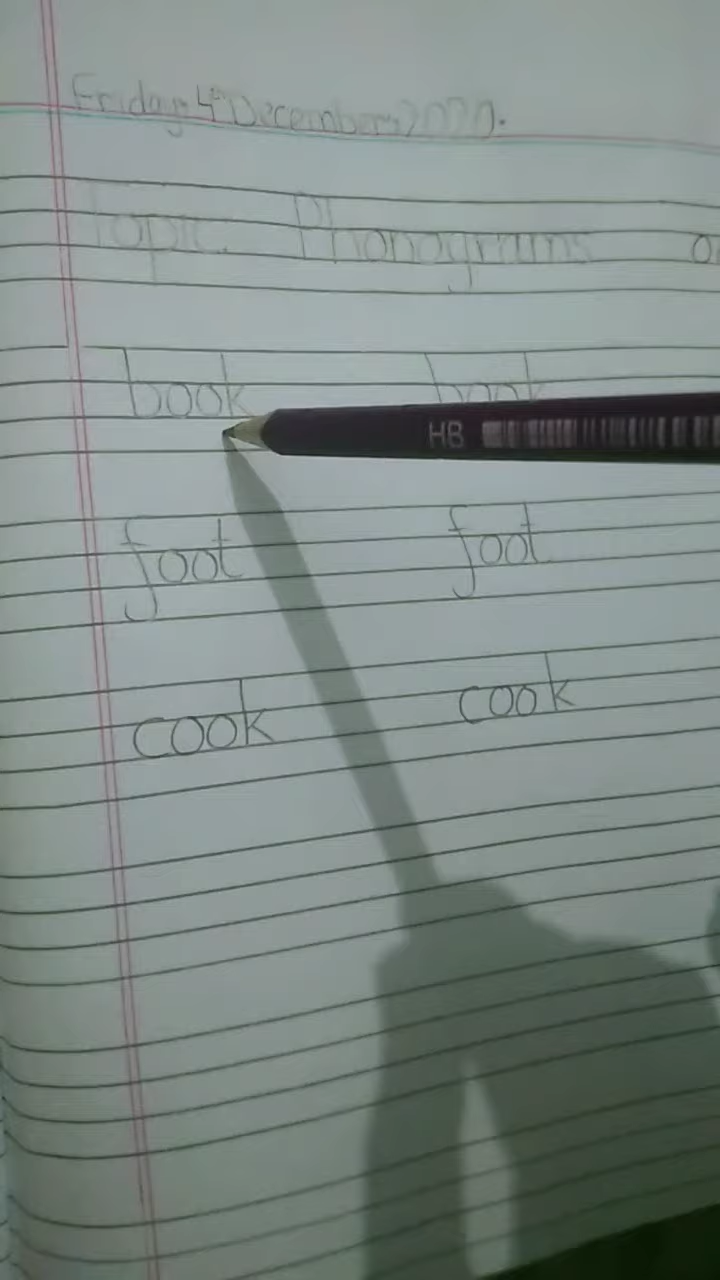 Friday, 4th December, 2020.
Topic. Phonograms
book book
HB
foot foot
cook cook